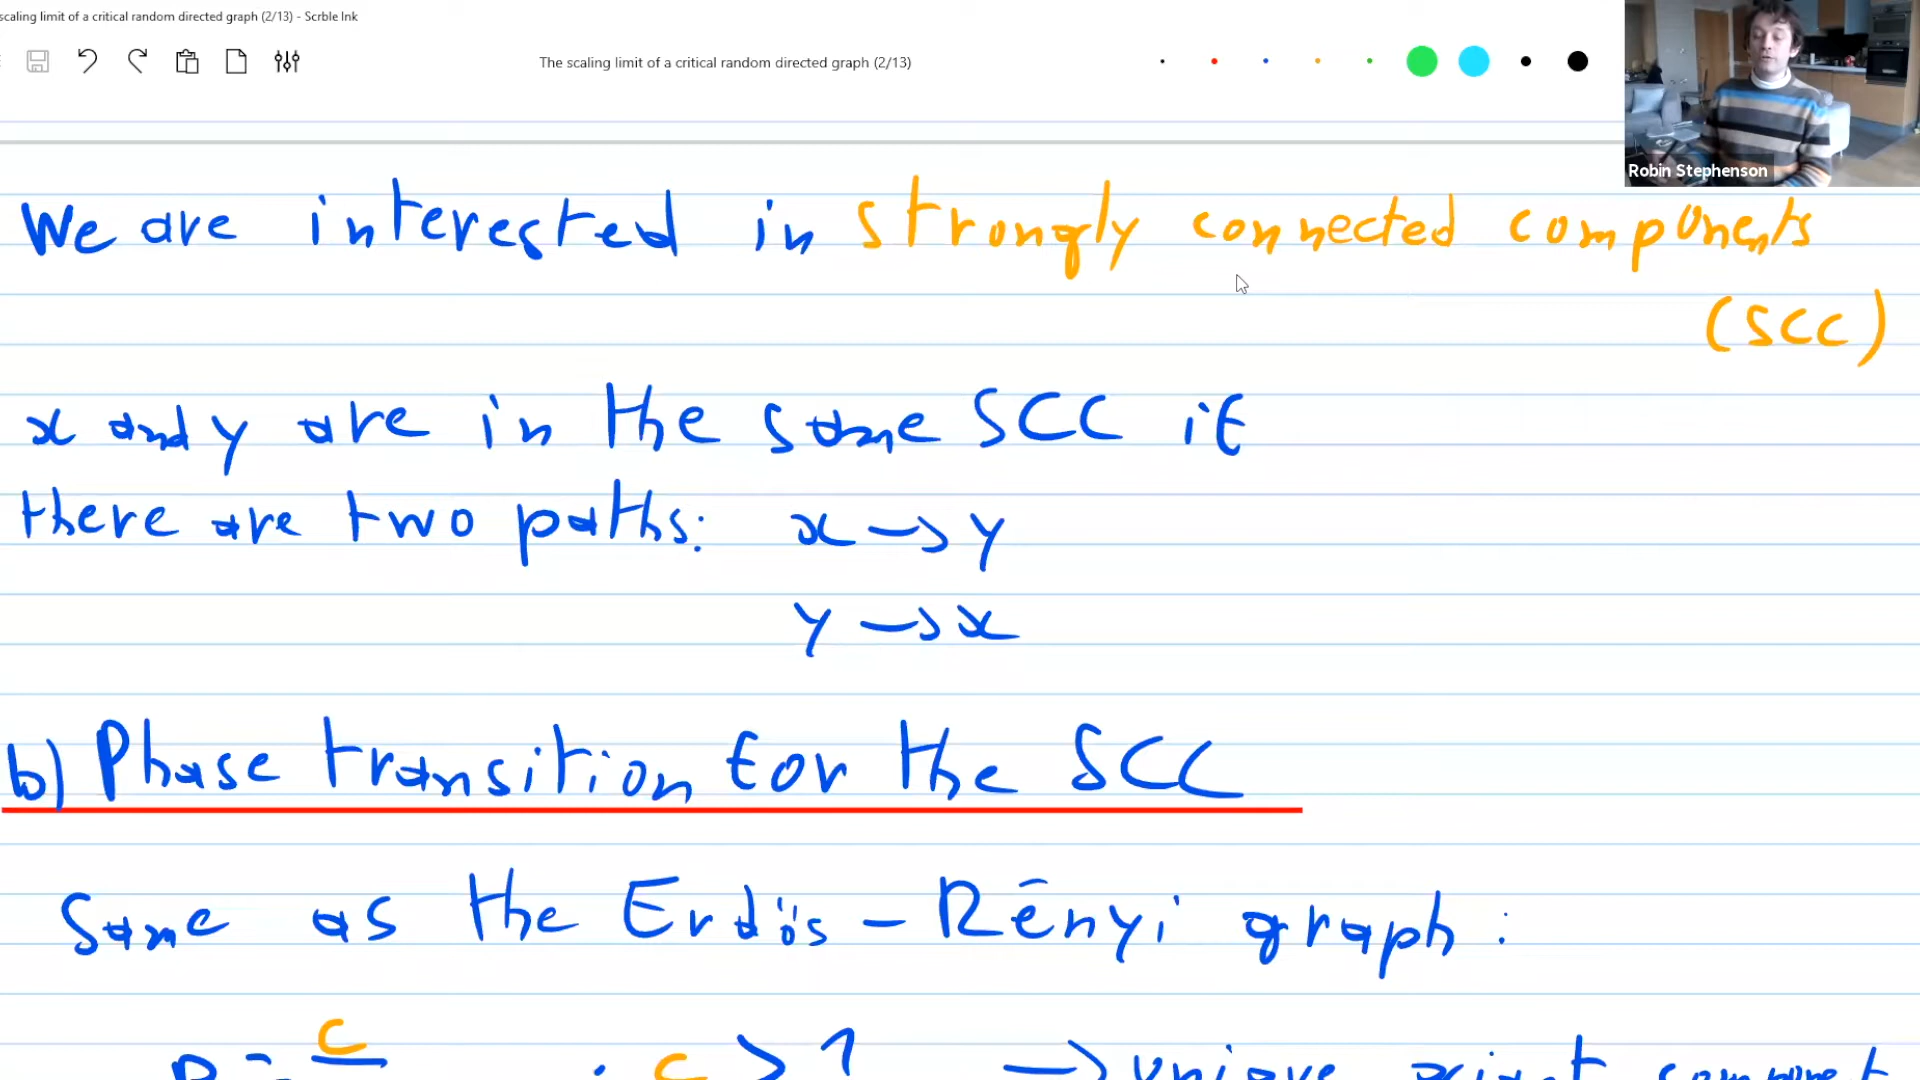 scaling limit of a critical random directed graph (2/13) - Scrble Ink
The scaling limit of a critical random directed graph (2/13)
Robin Stephenson
We are interested in strongly connected components
(SCC)
x and y are in the same SCC if
there are two paths: x → y
y → x
b) Phase transition for the SCC
Same as the Erdös - Rēnyi graph:
P = c · c > 1 → unique giant component